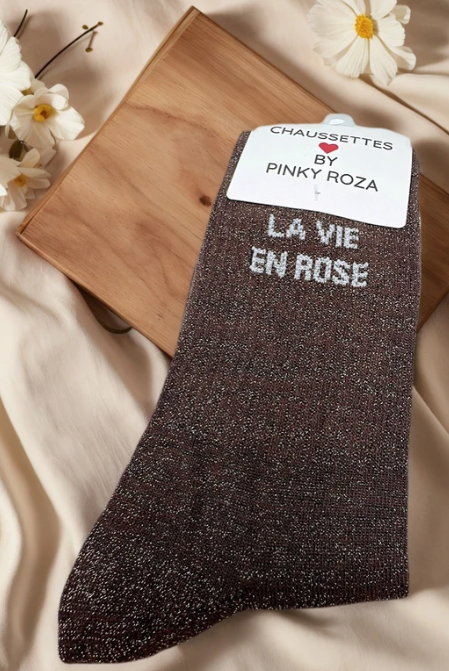 CHAUSSETTES
BY
PINKY ROZA
LA VIE
EN ROSE